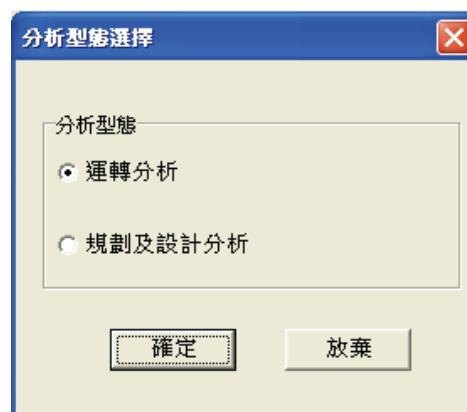 分析型態選擇
分析型態
運轉分析
規劃及設計分析
確定
放棄